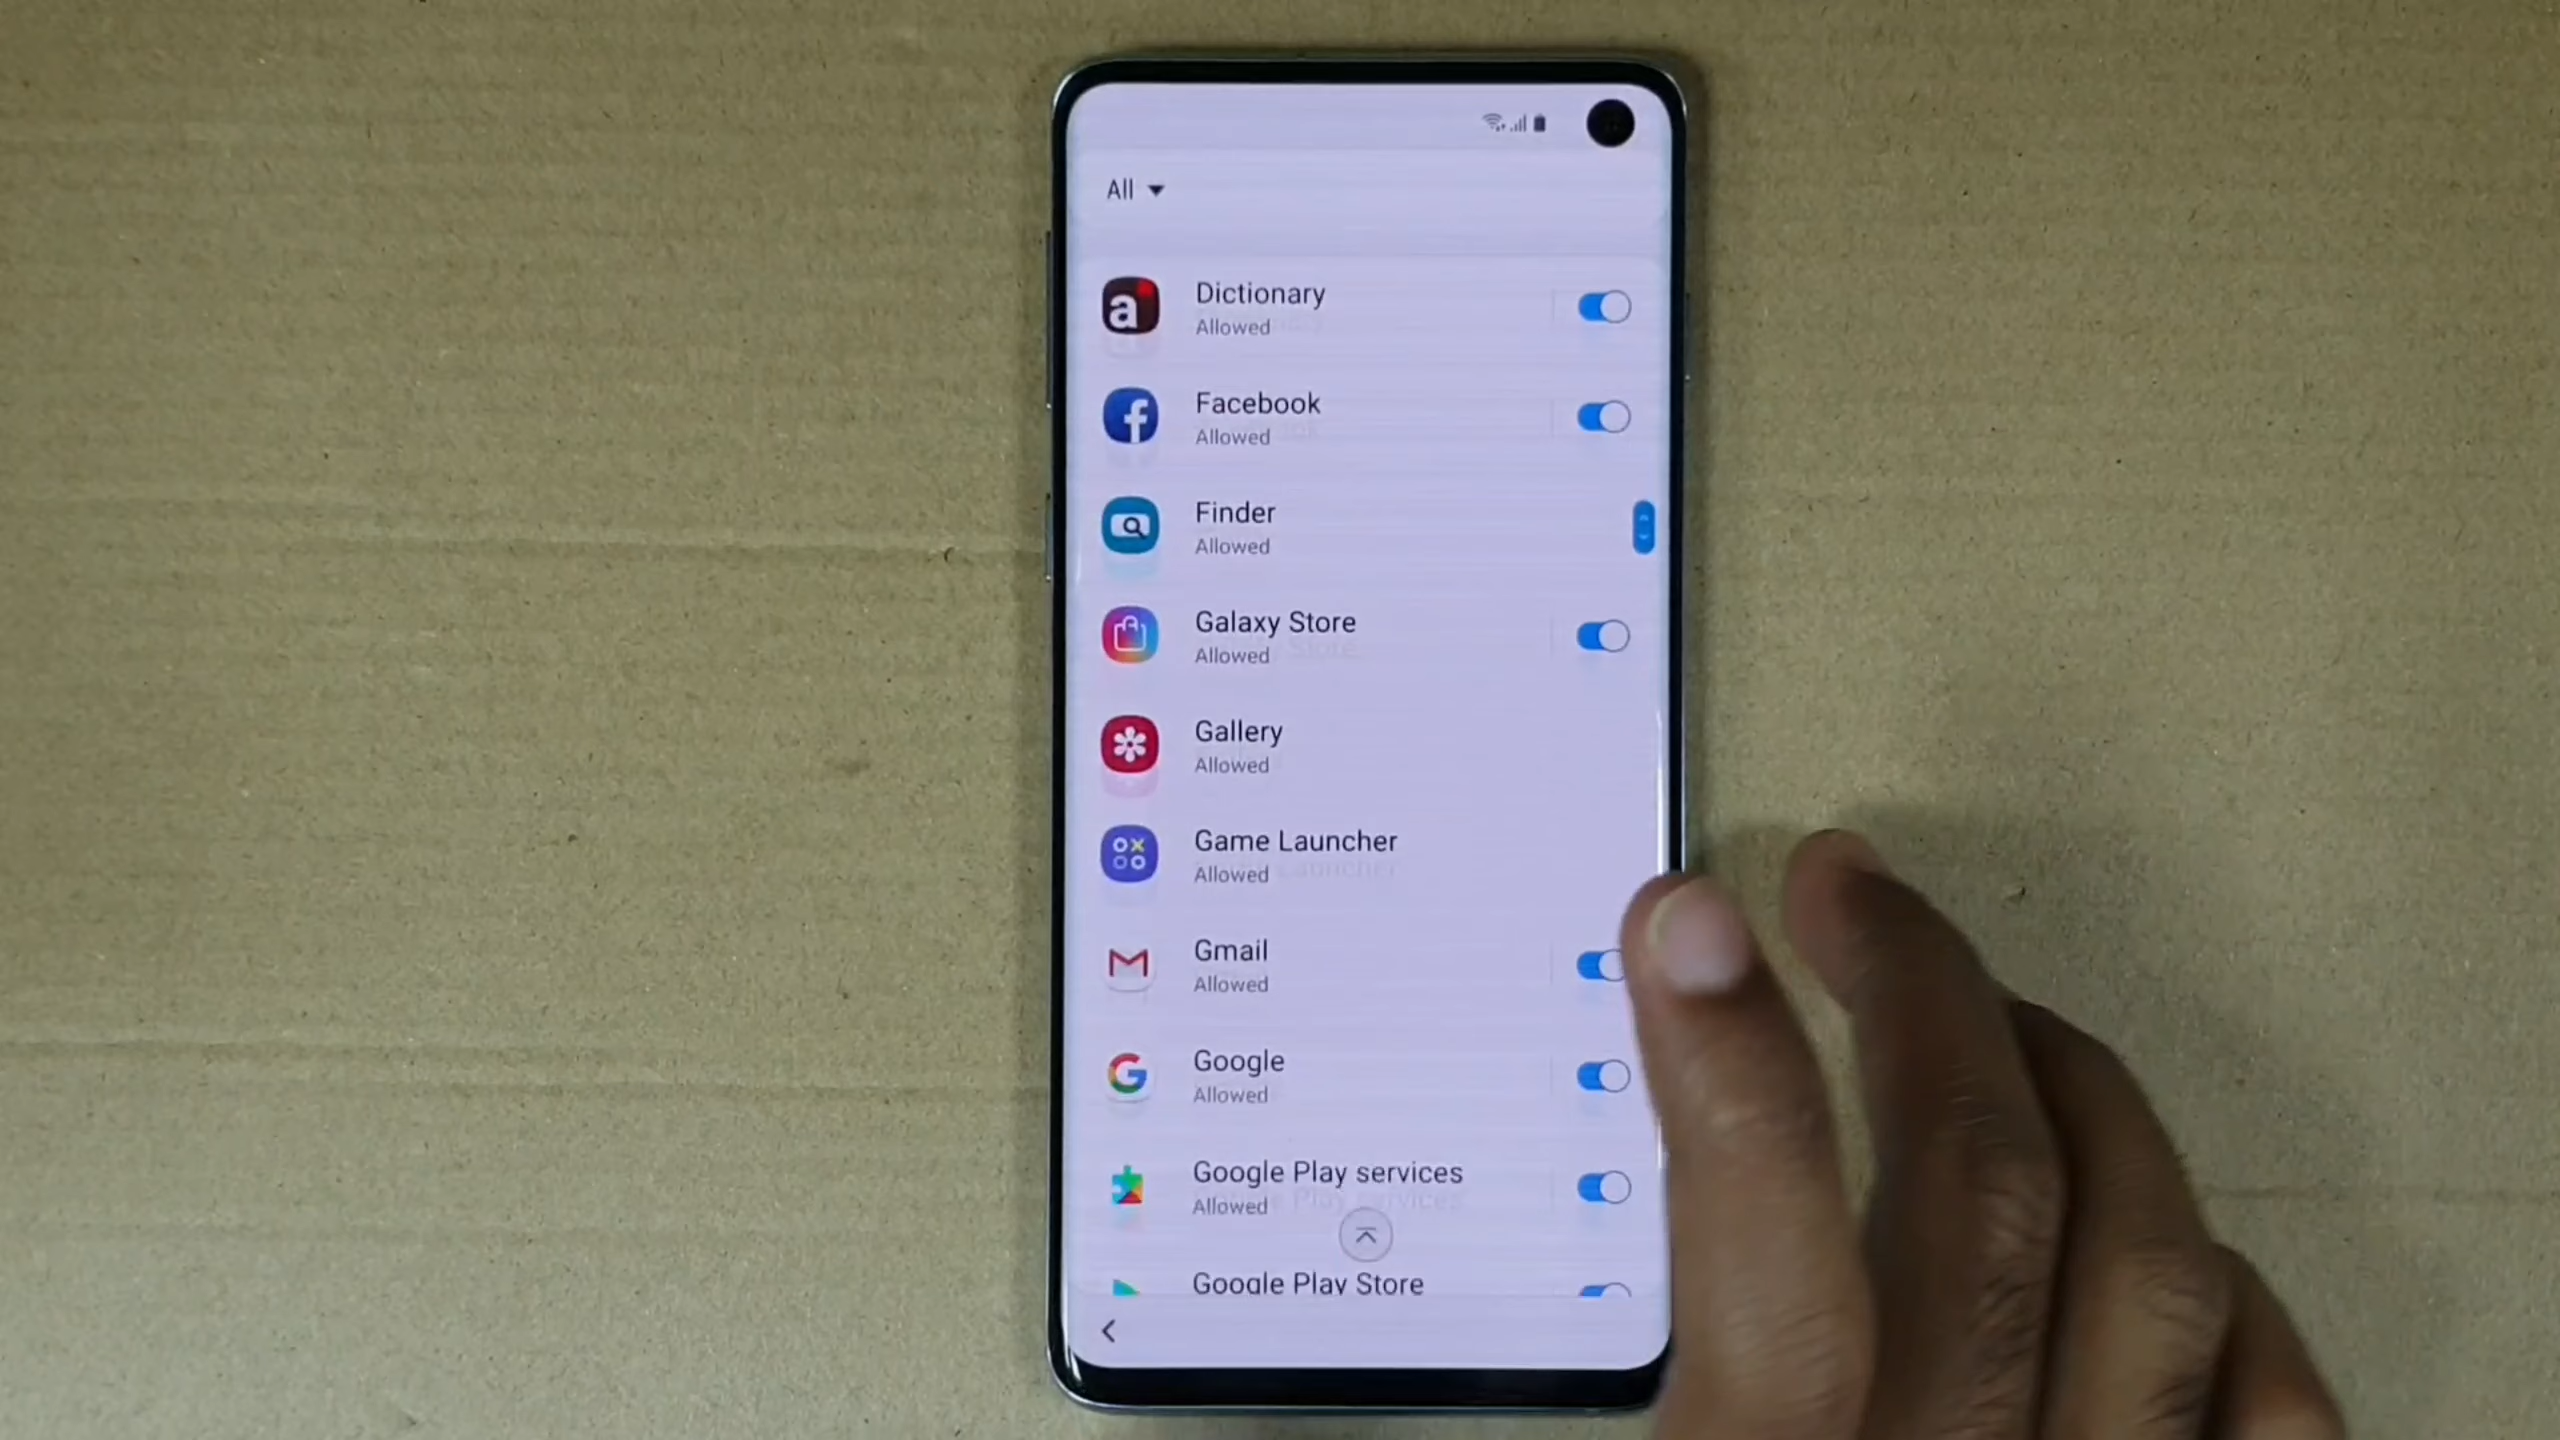 All
Dictionary
Allowed
Facebook
Allowed
Finder
Allowed
Galaxy Store
Allowed
Gallery
Allowed
Game Launcher
Allowed
Gmail
Allowed
Google
Allowed
Google Play services
Allowed
Google Play Store